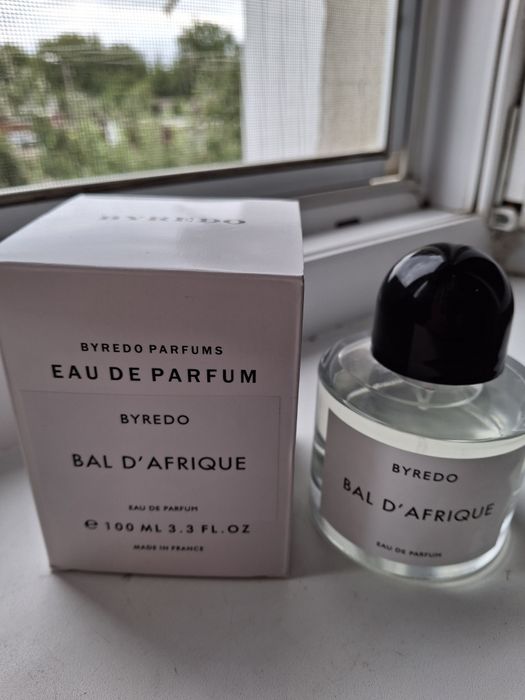 BYREDO
BYREDO PARFUMS
EAU DE PARFUM
BYREDO
BAL D'AFRIQUE
EAU DE PARFUM
℮ 100 ML 3.3 FL.OZ
MADE IN FRANCE
BYREDO
BAL D'AFRIQUE
EAU DE PARFUM